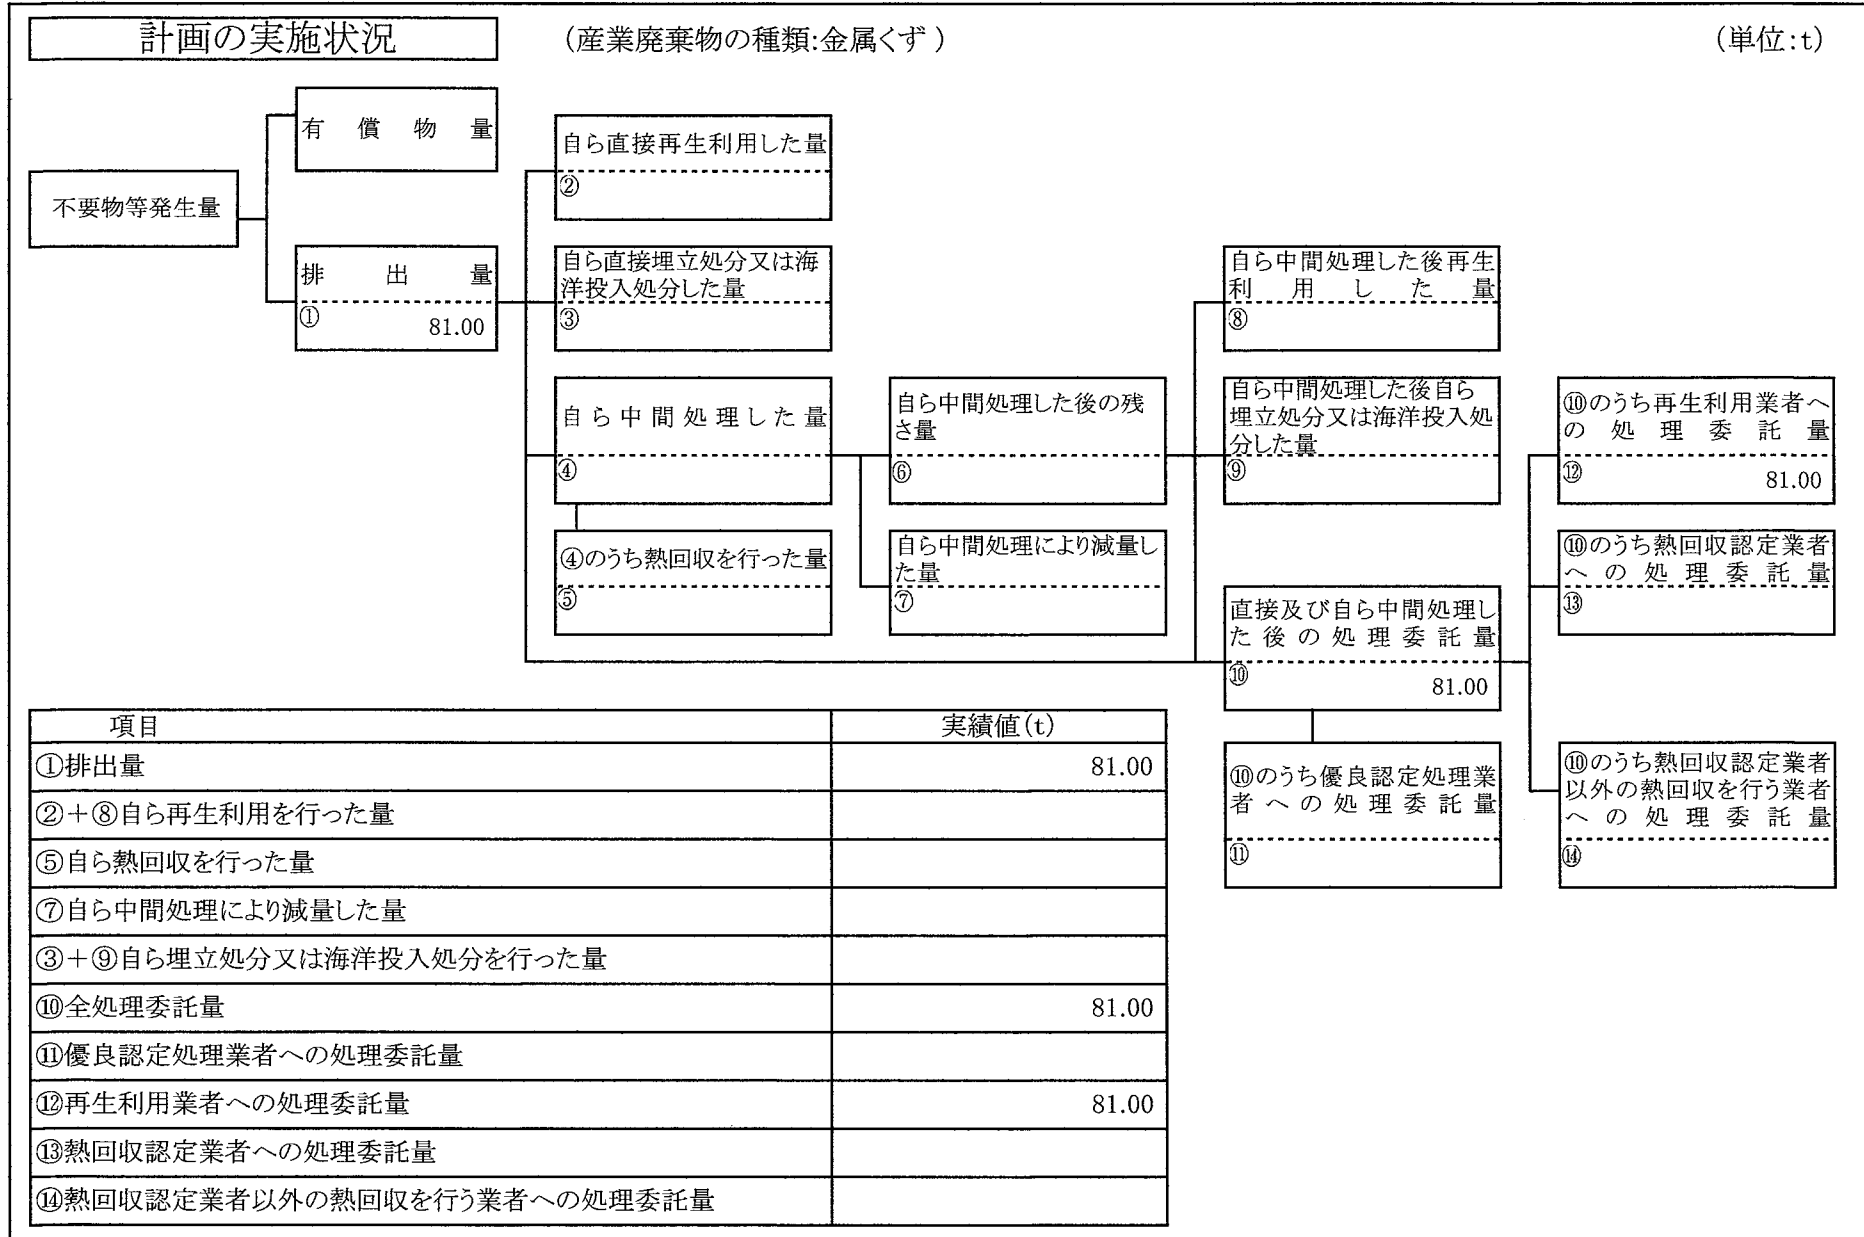 計画の実施状況
（産業廃棄物の種類:金属くず ）
（単位:t）
不要物等発生量
有償物量
排出量
①
81.00
自ら直接再生利用した量
②
自ら直接埋立処分又は海
洋投入処分した量
③
自ら中間処理した量
④
④のうち熱回収を行った量
⑤
自ら中間処理した後の残
さ量
⑥
自ら中間処理により減量し
た量
⑦
自ら中間処理した後再生
利用した量
⑧
自ら中間処理した後自ら
埋立処分又は海洋投入処
分した量
⑨
直接及び自ら中間処理し
た後の処理委託量
⑩
81.00
⑩のうち優良認定処理業
者への処理委託量
⑪
⑩のうち再生利用業者へ
の処理委託量
⑫
81.00
⑩のうち熱回収認定業者
への処理委託量
⑬
⑩のうち熱回収認定業者
以外の熱回収を行う業者
への処理委託量
⑭
項目 実績値（t）
①排出量 81.00
②＋⑧自ら再生利用を行った量
⑤自ら熱回収を行った量
⑦自ら中間処理により減量した量
③＋⑨自ら埋立処分又は海洋投入処分を行った量
⑩全処理委託量 81.00
⑪優良認定処理業者への処理委託量
⑫再生利用業者への処理委託量 81.00
⑬熱回収認定業者への処理委託量
⑭熱回収認定業者以外の熱回収を行う業者への処理委託量